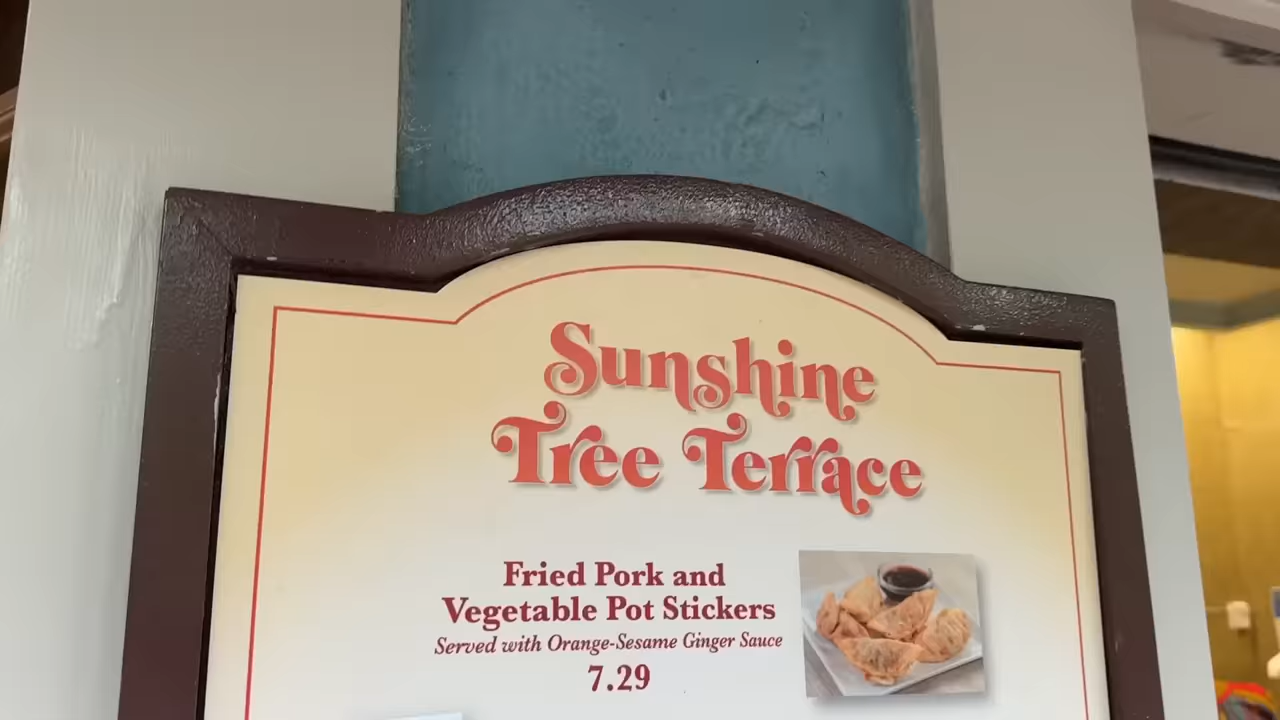 Sunshine
Tree Terrace
Fried Pork and
Vegetable Pot Stickers
Served with Orange-Sesame Ginger Sauce
7.29